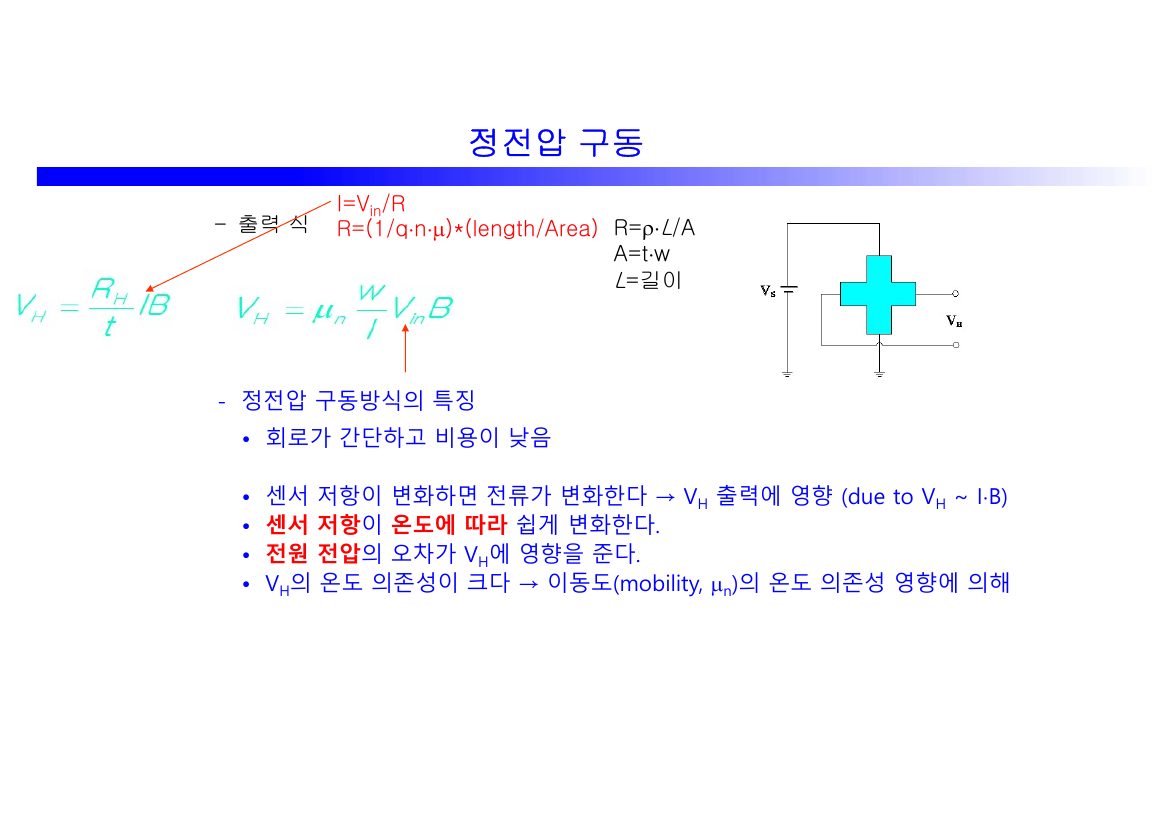 정전압 구동
– 출력 식
I=V_in/R
R=(1/q·n·μ)*(length/Area)
R=ρ·L/A
A=t·w
L=길이
V_H = R_H/t IB
V_H = μ_n w/l V_in B
V_S
V_H
- 정전압 구동방식의 특징
• 회로가 간단하고 비용이 낮음
• 센서 저항이 변화하면 전류가 변화한다 → V_H 출력에 영향 (due to V_H ~ I·B)
• 센서 저항이 온도에 따라 쉽게 변화한다.
• 전원 전압의 오차가 V_H에 영향을 준다.
• V_H의 온도 의존성이 크다 → 이동도(mobility, μ_n)의 온도 의존성 영향에 의해